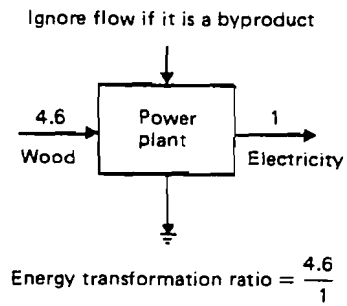 Ignore flow if it is a byproduct
4.6
Wood
Power
plant
1
Electricity
Energy transformation ratio = 4.6/1